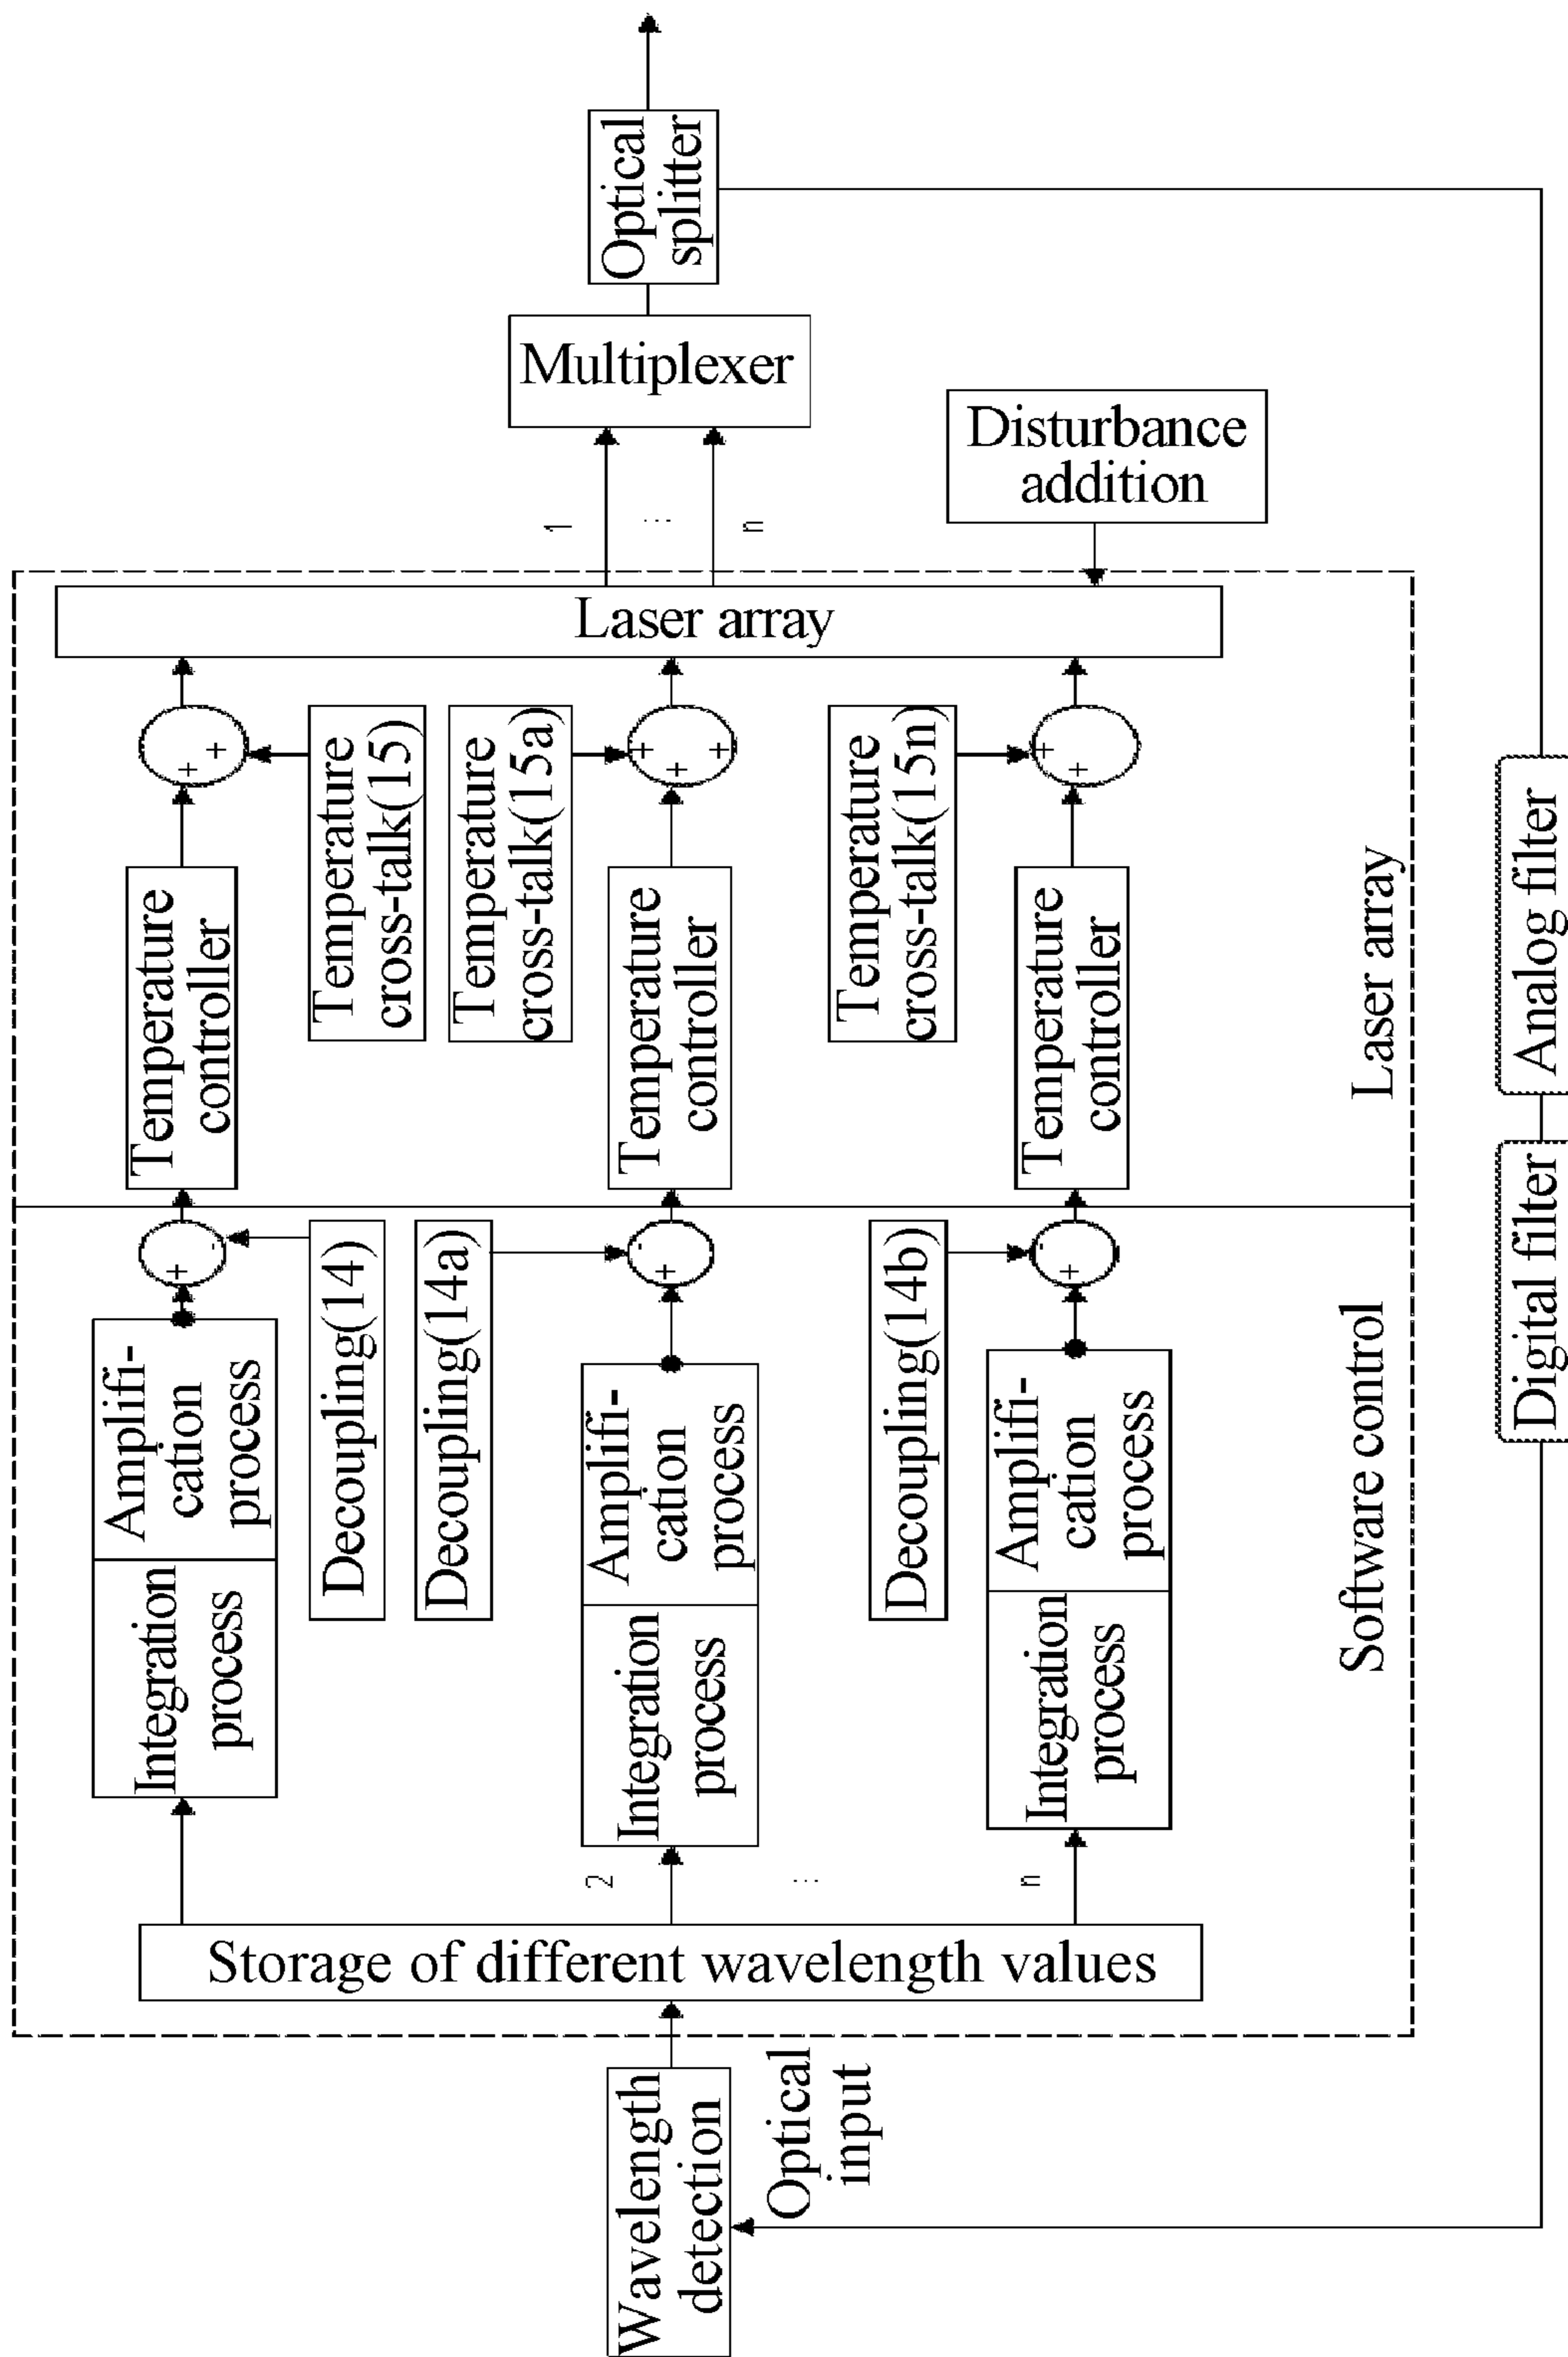 Wavelength
detection
Optical
input
Storage of different wavelength values
2
⋮
n
Integration
process
Amplifi-
cation
process
+
-
Decoupling(14)
Temperature
controller
+
+
Temperature
cross-talk(15)
Integration
process
Amplifi-
cation
process
+
-
Decoupling(14a)
Temperature
controller
+
+
+
Temperature
cross-talk(15a)
Integration
process
Amplifi-
cation
process
+
-
Decoupling(14b)
Temperature
controller
+
+
Temperature
cross-talk(15n)
Software control
Laser array
Laser array
1
⋮
n
Disturbance
addition
Multiplexer
Optical
splitter
Digital filter
Analog filter